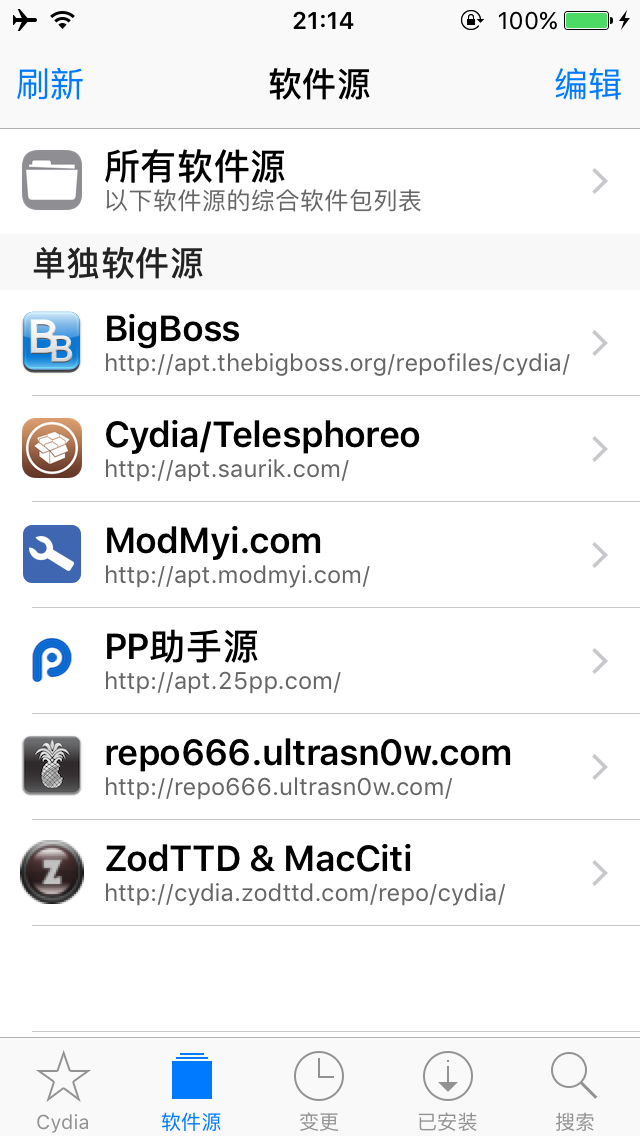 21:14
100%
刷新
软件源
编辑
所有软件源
以下软件源的综合软件包列表
单独软件源
BB
BigBoss
http://apt.thebigboss.org/repofiles/cydia/
Cydia/Telesphoreo
http://apt.saurik.com/
ModMyi.com
http://apt.modmyi.com/
PP助手源
http://apt.25pp.com/
repo666.ultrasn0w.com
http://repo666.ultrasn0w.com/
Z
ZodTTD & MacCiti
http://cydia.zodttd.com/repo/cydia/
Cydia
软件源
变更
已安装
搜索